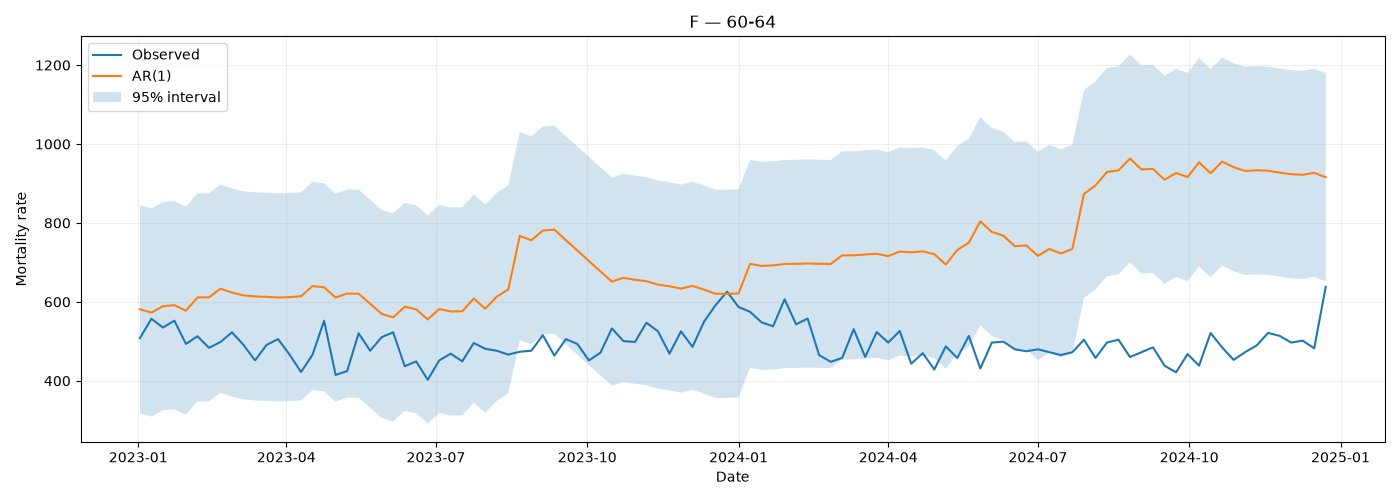 F — 60-64
Observed
AR(1)
95% interval
Mortality rate
1200
1000
800
600
400
2023-01
2023-04
2023-07
2023-10
2024-01
2024-04
2024-07
2024-10
2025-01
Date